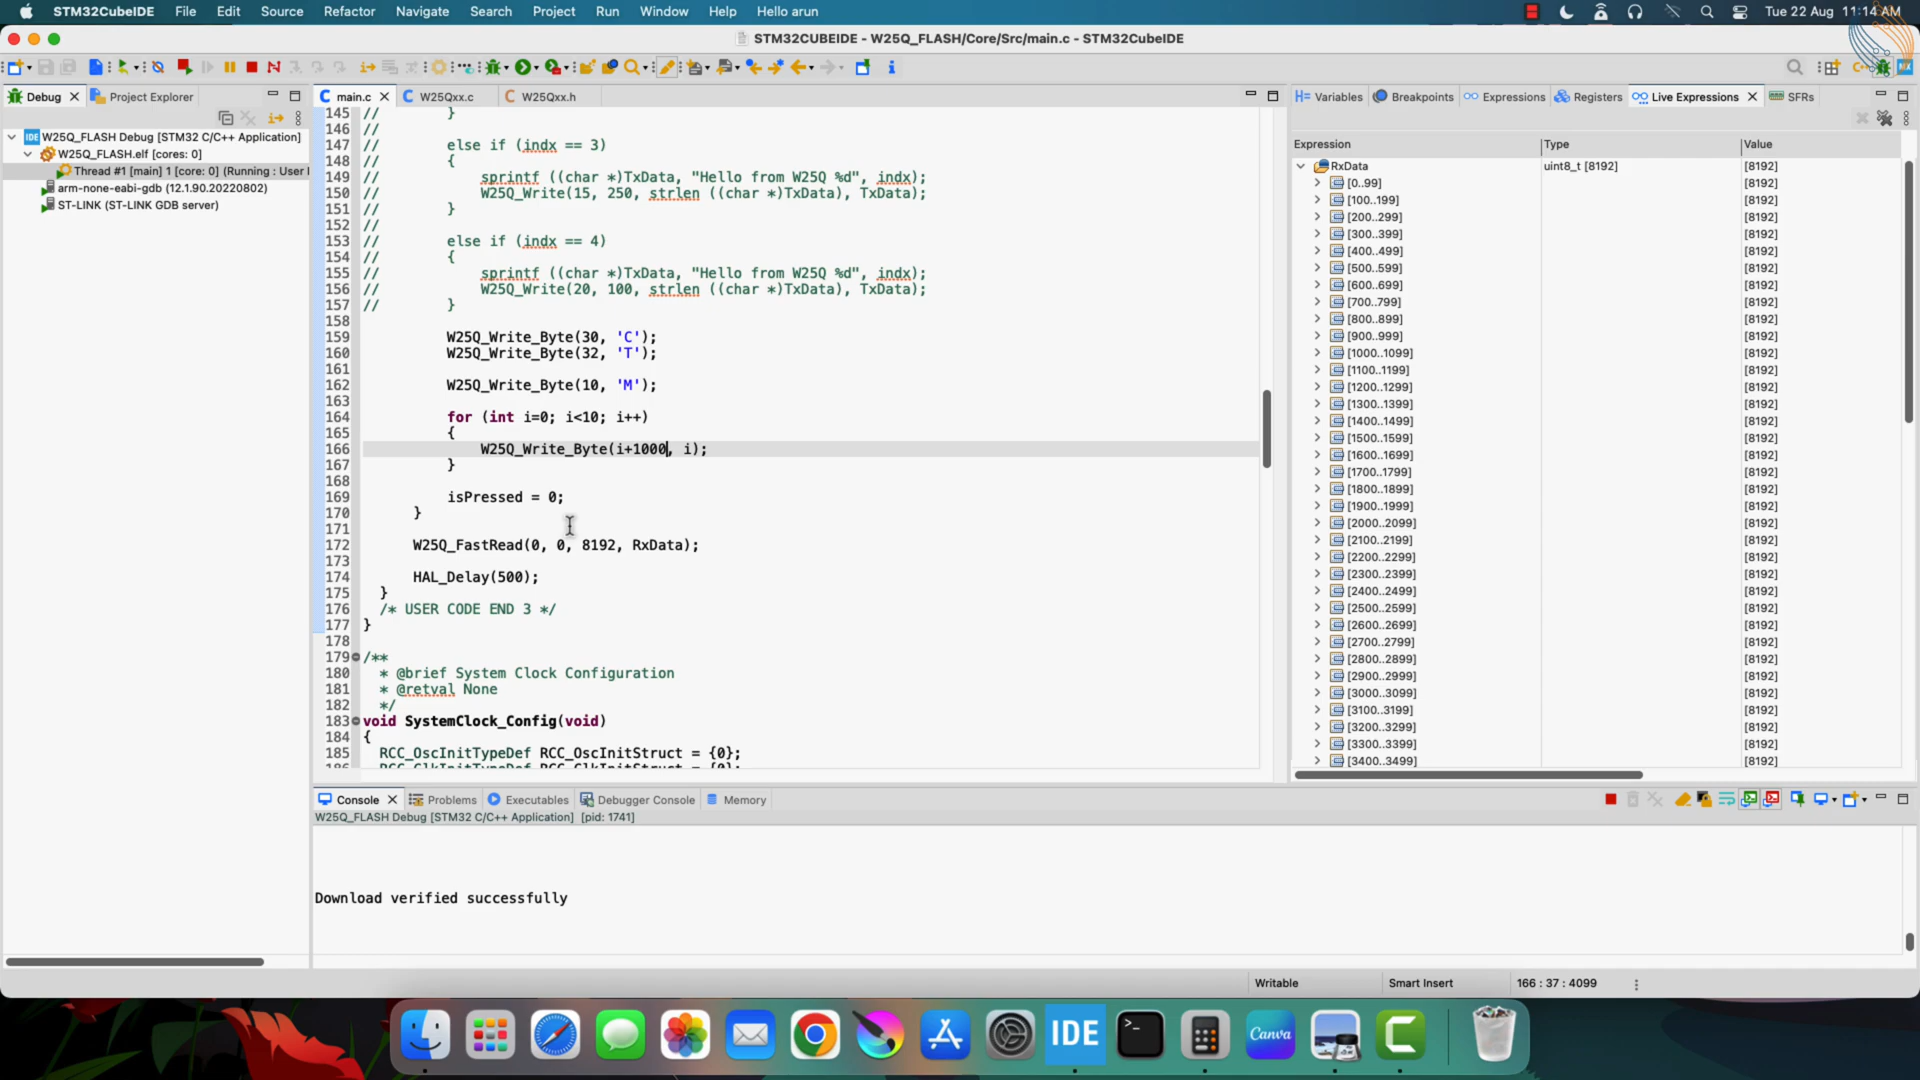 STM32CubeIDE File Edit Source Refactor Navigate Search Project Run Window Help Hello arun Tue 22 Aug 11:14 AM
STM32CUBEIDE - W25Q_FLASH/Core/Src/main.c - STM32CubeIDE
Debug Project Explorer
W25Q_FLASH Debug [STM32 C/C++ Application]
W25Q_FLASH.elf [cores: 0]
Thread #1 [main] 1 [core: 0] (Running : User
arm-none-eabi-gdb (12.1.90.20220802)
ST-LINK (ST-LINK GDB server)
main.c W25Qxx.c W25Qxx.h
145 // }
146 //
147 // else if (indx == 3)
148 // {
149 // sprintf ((char *)TxData, "Hello from W25Q %d", indx);
150 // W25Q_Write(15, 250, strlen ((char *)TxData), TxData);
151 // }
152 //
153 // else if (indx == 4)
154 // {
155 // sprintf ((char *)TxData, "Hello from W25Q %d", indx);
156 // W25Q_Write(20, 100, strlen ((char *)TxData), TxData);
157 // }
158
159 W25Q_Write_Byte(30, 'C');
160 W25Q_Write_Byte(32, 'T');
161
162 W25Q_Write_Byte(10, 'M');
163
164 for (int i=0; i<10; i++)
165 {
166 W25Q_Write_Byte(i+1000, i);
167 }
168
169 isPressed = 0;
170 }
171
172 W25Q_FastRead(0, 0, 8192, RxData);
173
174 HAL_Delay(500);
175 }
176 /* USER CODE END 3 */
177 }
178
179 /**
180 * @brief System Clock Configuration
181 * @retval None
182 */
183 void SystemClock_Config(void)
184 {
185 RCC_OscInitTypeDef RCC_OscInitStruct = {0};
186 RCC_ClkInitTypeDef RCC_ClkInitStruct = {0};
Variables Breakpoints Expressions Registers Live Expressions SFRs
Expression Type Value
RxData uint8_t [8192] [8192]
[0..99] [8192]
[100..199] [8192]
[200..299] [8192]
[300..399] [8192]
[400..499] [8192]
[500..599] [8192]
[600..699] [8192]
[700..799] [8192]
[800..899] [8192]
[900..999] [8192]
[1000..1099] [8192]
[1100..1199] [8192]
[1200..1299] [8192]
[1300..1399] [8192]
[1400..1499] [8192]
[1500..1599] [8192]
[1600..1699] [8192]
[1700..1799] [8192]
[1800..1899] [8192]
[1900..1999] [8192]
[2000..2099] [8192]
[2100..2199] [8192]
[2200..2299] [8192]
[2300..2399] [8192]
[2400..2499] [8192]
[2500..2599] [8192]
[2600..2699] [8192]
[2700..2799] [8192]
[2800..2899] [8192]
[2900..2999] [8192]
[3000..3099] [8192]
[3100..3199] [8192]
[3200..3299] [8192]
[3300..3399] [8192]
[3400..3499] [8192]
Console Problems Executables Debugger Console Memory
W25Q_FLASH Debug [STM32 C/C++ Application] [pid: 1741]
Download verified successfully
Writable Smart Insert 166 : 37 : 4099
IDE Canva